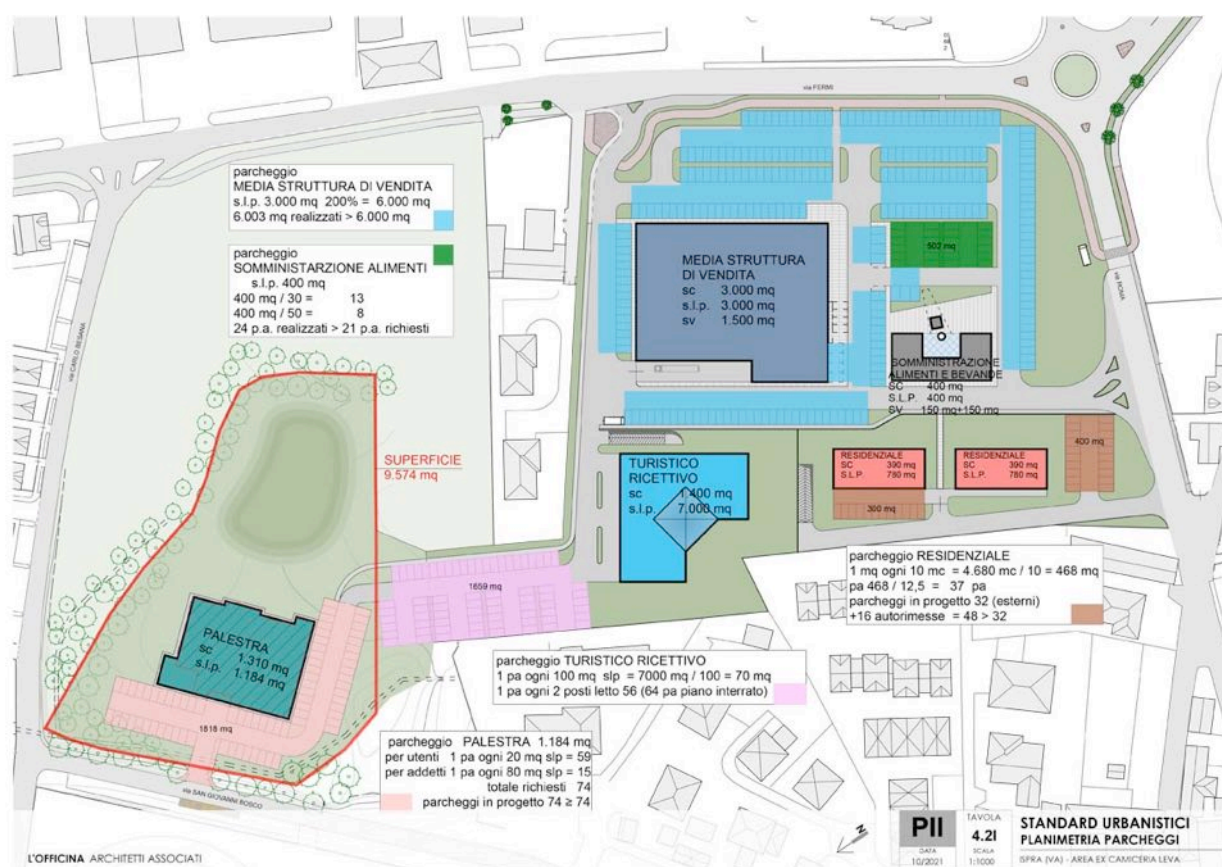 via FERMI
parcheggio
MEDIA STRUTTURA DI VENDITA
s.l.p. 3.000 mq  200% =  6.000 mq
6.003 mq realizzati > 6.000 mq
parcheggio
SOMMINISTARZIONE ALIMENTI
s.l.p. 400 mq
400 mq / 30 = 13
400 mq / 50 = 8
24 p.a. realizzati > 21 p.a. richiesti
502 mq
MEDIA STRUTTURA
DI VENDITA
sc 3.000 mq
s.l.p. 3.000 mq
sv 1.500 mq
via ROMA
via CARLO BESANA
SOMMINISTRAZIONE
ALIMENTI E BEVANDE
SC 400 mq
S.L.P. 400 mq
SV 150 mq+150 mq
SUPERFICIE
9.574 mq
TURISTICO
RICETTIVO
sc 1.400 mq
s.l.p. 7.000 mq
RESIDENZIALE
SC 390 mq
S.L.P. 780 mq
RESIDENZIALE
SC 390 mq
S.L.P. 780 mq
400 mq
300 mq
parcheggio RESIDENZIALE
1 mq ogni 10 mc = 4.680 mc / 10 = 468 mq
pa 468 / 12,5 = 37 pa
parcheggi in progetto 32 (esterni)
+16 autorimesse = 48 > 32
1659 mq
PALESTRA
sc 1.310 mq
s.l.p. 1.184 mq
1818 mq
parcheggio TURISTICO RICETTIVO
1 pa ogni 100 mq slp = 7000 mq / 100 = 70 mq
1 pa ogni 2 posti letto 56 (64 pa piano interrato)
parcheggio PALESTRA 1.184 mq
per utenti 1 pa ogni 20 mq slp = 59
per addetti 1 pa ogni 80 mq slp = 15
totale richiesti 74
parcheggi in progetto 74 ≥ 74
via SAN GIOVANNI BOSCO
N
L'OFFICINA ARCHITETTI ASSOCIATI
PII
DATA
10/2021
TAVOLA
4.2I
SCALA
1:1000
STANDARD URBANISTICI
PLANIMETRIA PARCHEGGI
ISPRA (VA) - AREA EX CAMICERIA LEVA